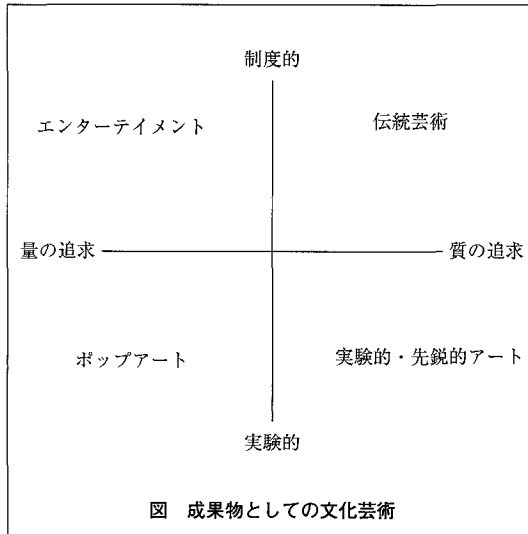 制度的
エンターテイメント
伝統芸術
量の追求
質の追求
ポップアート
実験的・先鋭的アート
実験的
図 成果物としての文化芸術